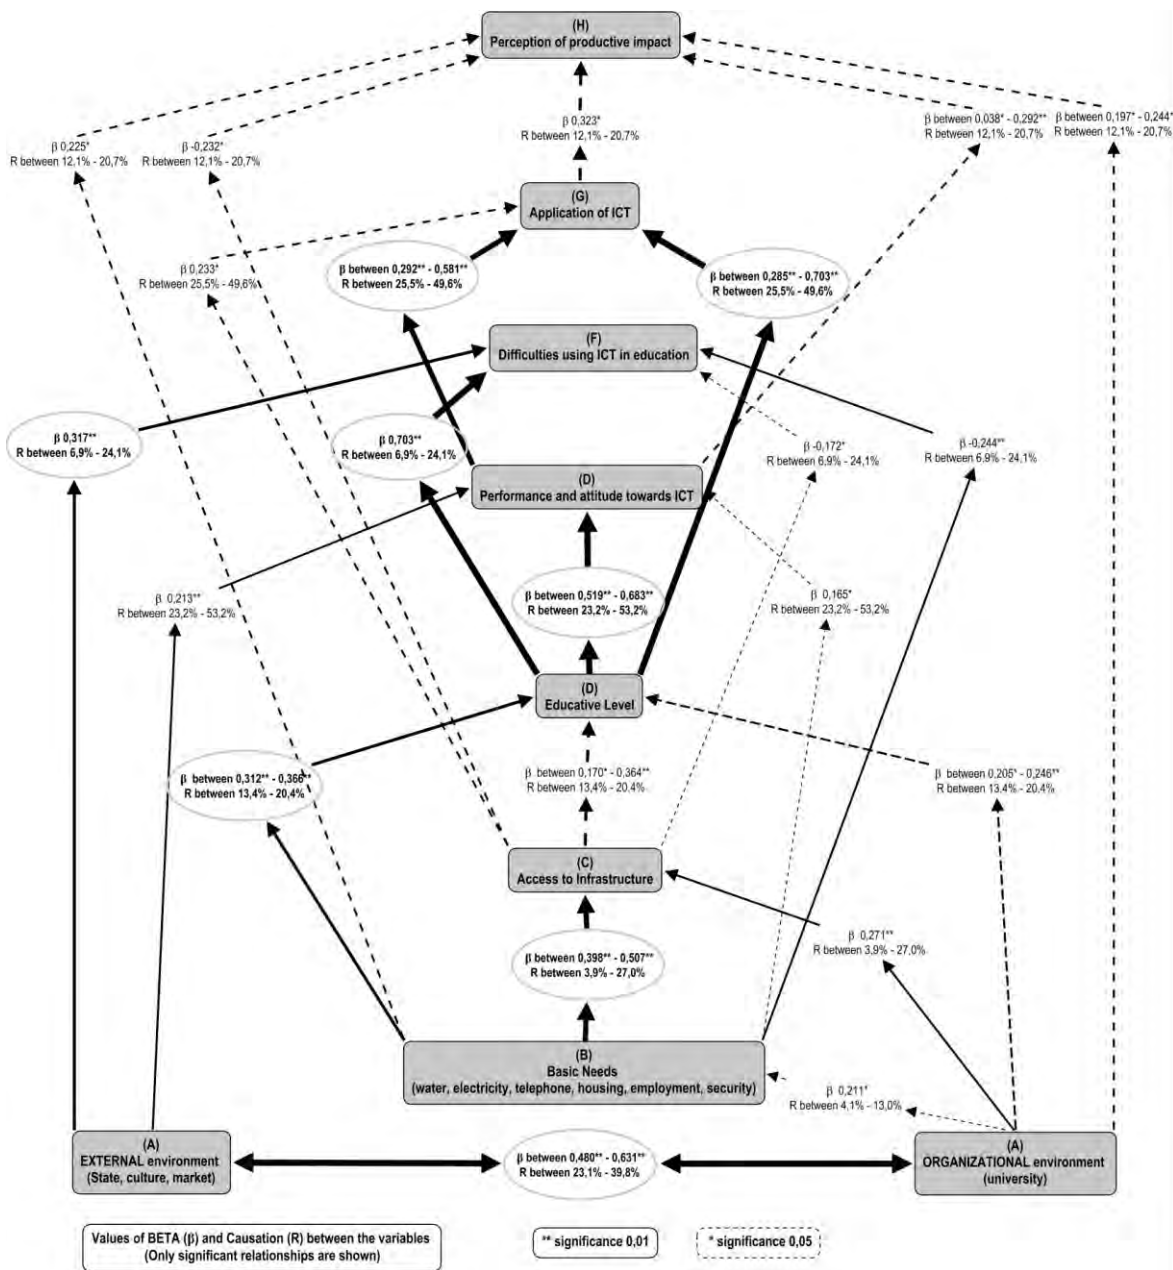 (H)
Perception of productive impact
β 0,323*
R between 12,1% - 20,7%
β between 0,038* - 0,292**
R between 12,1% - 20,7%
β between 0,197* - 0,244*
R between 12,1% - 20,7%
β 0,225*
R between 12,1% - 20,7%
β -0,232*
R between 12,1% - 20,7%
(G)
Application of ICT
β 0,233*
R between 25,5% - 49,6%
β between 0,292** - 0,581**
R between 25,5% - 49,6%
β between 0,285** - 0,703**
R between 25,5% - 49,6%
(F)
Difficulties using ICT in education
β 0,317**
R between 6,9% - 24,1%
β 0,703**
R between 6,9% - 24,1%
β -0,172*
R between 6,9% - 24,1%
β -0,244**
R between 6,9% - 24,1%
(D)
Performance and attitude towards ICT
β 0,213**
R between 23,2% - 53,2%
β between 0,519** - 0,683**
R between 23,2% - 53,2%
β 0,165*
R between 23,2% - 53,2%
(D)
Educative Level
β between 0,312** - 0,366**
R between 13,4% - 20,4%
β between 0,170* - 0,364**
R between 13,4% - 20,4%
β between 0,205* - 0,246**
R between 13,4% - 20,4%
(C)
Access to Infrastructure
β between 0,398** - 0,507**
R between 3,9% - 27,0%
β 0,271**
R between 3,9% - 27,0%
(B)
Basic Needs
(water, electricity, telephone, housing, employment, security)
β 0,211*
R between 4,1% - 13,0%
(A)
EXTERNAL environment
(State, culture, market)
β between 0,480** - 0,631**
R between 23,1% - 39,8%
(A)
ORGANIZATIONAL environment
(university)
Values of BETA (β) and Causation (R) between the variables
(Only significant relationships are shown)
** significance 0,01
* significance 0,05